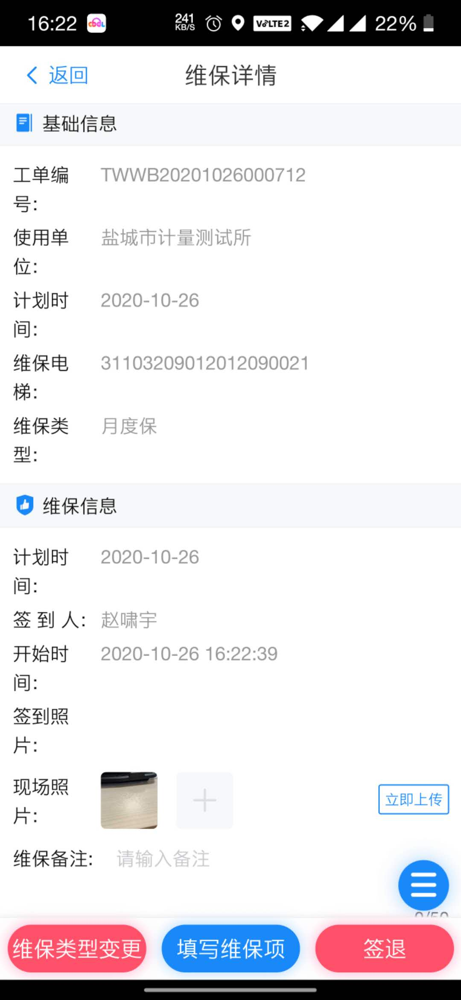 16:22 COOL 241 KB/S VoLTE2 22%
返回 维保详情
基础信息
工单编 TWWB20201026000712
号:
使用单 盐城市计量测试所
位:
计划时 2020-10-26
间:
维保电 31103209012012090021
梯:
维保类 月度保
型:
维保信息
计划时 2020-10-26
间:
签 到 人: 赵啸宇
开始时 2020-10-26 16:22:39
间:
签到照
片:
现场照 立即上传
片:
维保备注: 请输入备注
0/50
维保类型变更 填写维保项 签退